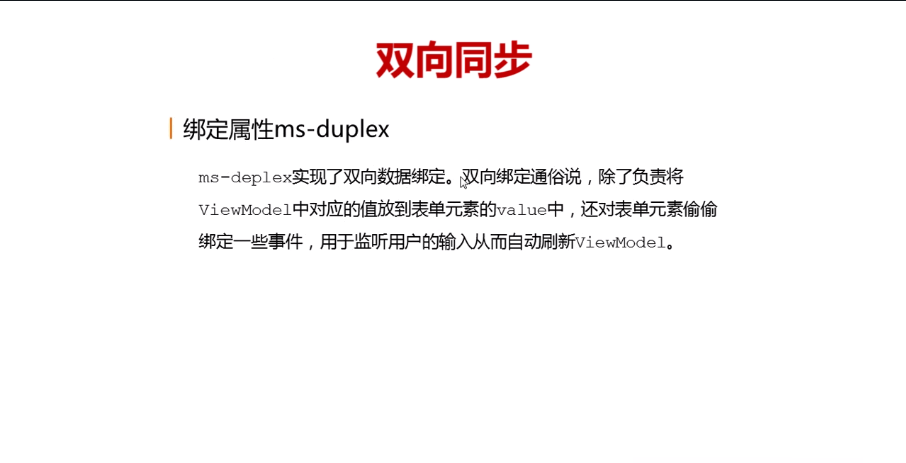 双向同步
绑定属性ms-duplex
ms-deplex实现了双向数据绑定。双向绑定通俗说，除了负责将
ViewModel中对应的值放到表单元素的value中，还对表单元素偷偷
绑定一些事件，用于监听用户的输入从而自动刷新ViewModel。